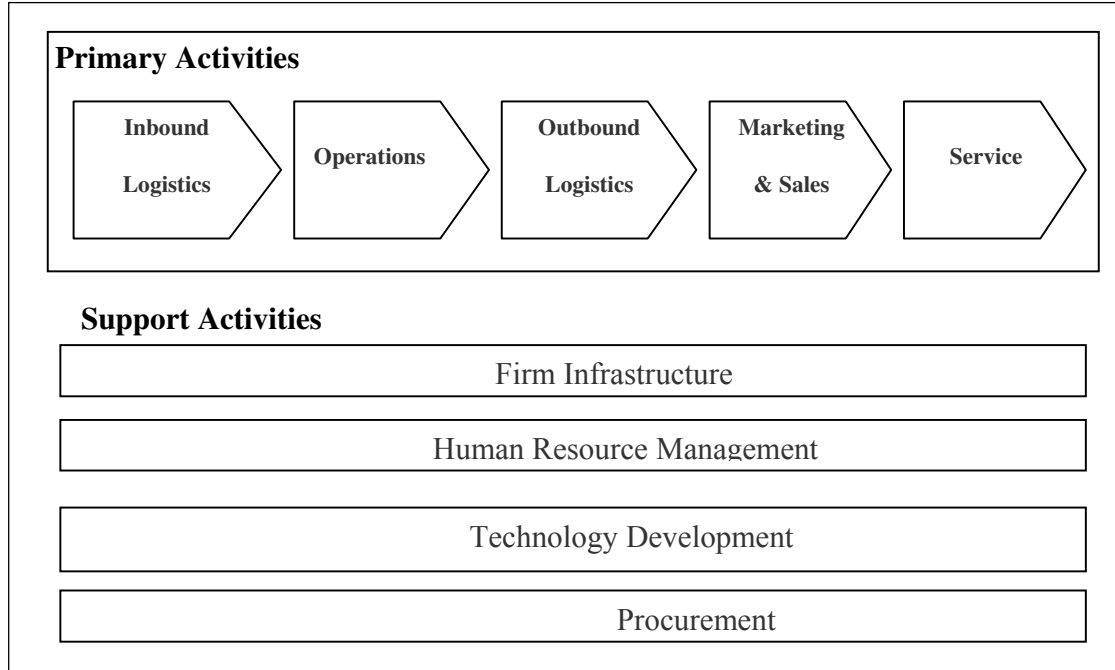 Primary Activities
Inbound
Logistics
Operations
Outbound
Logistics
Marketing
& Sales
Service
Support Activities
Firm Infrastructure
Human Resource Management
Technology Development
Procurement